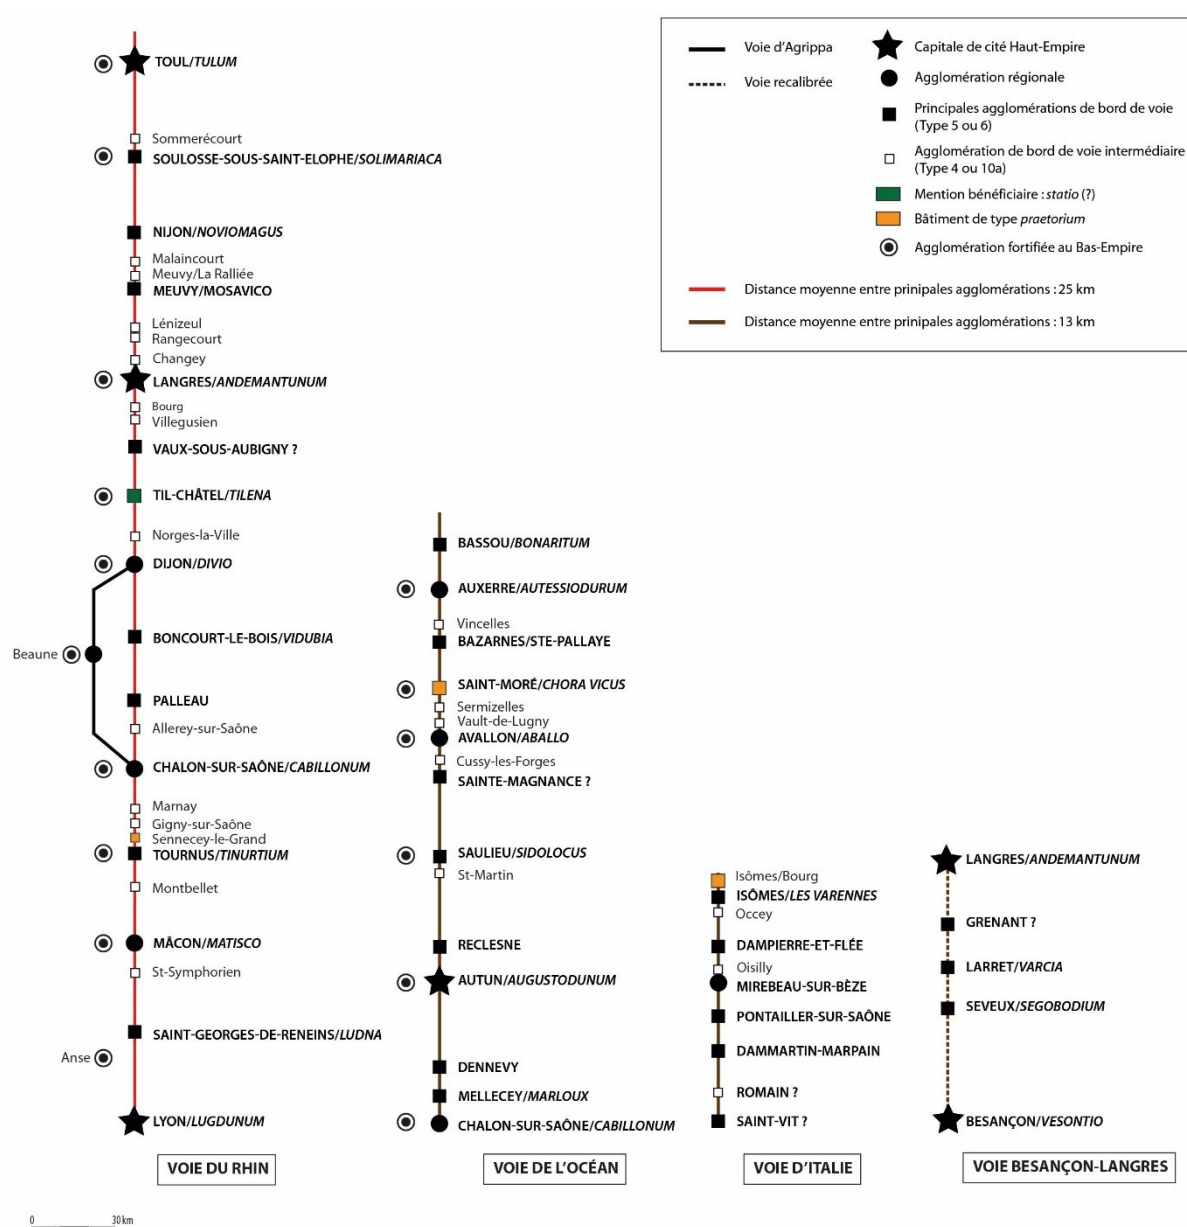 TOUL/TULUM
Sommerécourt
SOULOSSE-SOUS-SAINT-ELOPHE/SOLIMARIACA
NIJON/NOVIOMAGUS
Malaincourt
Meuvy/La Ralliée
MEUVY/MOSAVICO
Lénizeul
Rangecourt
Changey
LANGRES/ANDEMANTUNUM
Bourg
Villegusien
VAUX-SOUS-AUBIGNY ?
TIL-CHÂTEL/TILENA
Norges-la-Ville
DIJON/DIVIO
BONCOURT-LE-BOIS/VIDUBIA
Beaune
PALLEAU
Allerey-sur-Saône
CHALON-SUR-SAÔNE/CABILLONUM
Marnay
Gigny-sur-Saône
Sennecey-le-Grand
TOURNUS/TINURTIUM
Montbellet
MÂCON/MATISCO
St-Symphorien
SAINT-GEORGES-DE-RENEINS/LUDNA
Anse
LYON/LUGDUNUM
VOIE DU RHIN
BASSOU/BONARITUM
AUXERRE/AUTESSIODURUM
Vincelles
BAZARNES/STE-PALLAYE
SAINT-MORÉ/CHORA VICUS
Sermizelles
Vault-de-Lugny
AVALLON/ABALLO
Cussy-les-Forges
SAINTE-MAGNANCE ?
SAULIEU/SIDOLOCUS
St-Martin
RECLESNE
AUTUN/AUGUSTODUNUM
DENNEVY
MELLECEY/MARLOUX
CHALON-SUR-SAÔNE/CABILLONUM
VOIE DE L'OCÉAN
Isômes/Bourg
ISÔMES/LES VARENNES
Occey
DAMPIERRE-ET-FLÉE
Oisilly
MIREBEAU-SUR-BÈZE
PONTAILLER-SUR-SAÔNE
DAMMARTIN-MARPAIN
ROMAIN ?
SAINT-VIT ?
VOIE D'ITALIE
LANGRES/ANDEMANTUNUM
GRENANT ?
LARRET/VARCIA
SEVEUX/SEGOBODIUM
BESANÇON/VESONTIO
VOIE BESANÇON-LANGRES
Voie d'Agrippa
Voie recalibrée
Capitale de cité Haut-Empire
Agglomération régionale
Principales agglomérations de bord de voie
(Type 5 ou 6)
Agglomération de bord de voie intermédiaire
(Type 4 ou 10a)
Mention bénéficiaire : statio (?)
Bâtiment de type praetorium
Agglomération fortifiée au Bas-Empire
Distance moyenne entre prinipales agglomérations : 25 km
Distance moyenne entre prinipales agglomérations : 13 km
0 30 km